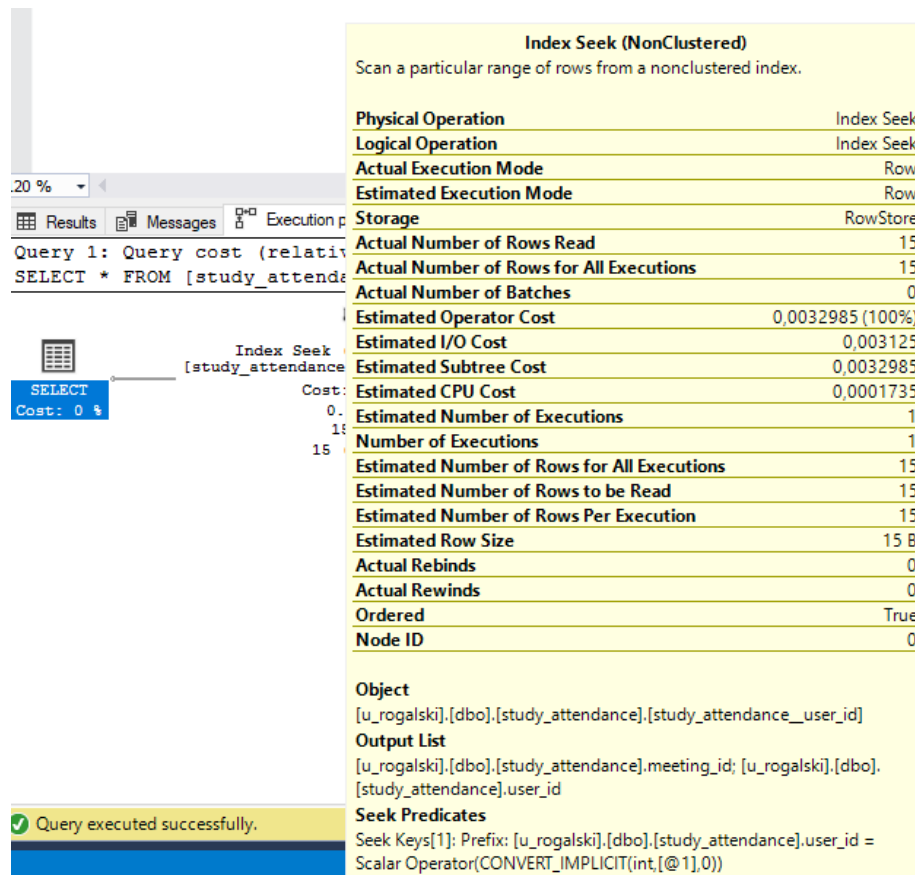 Index Seek (NonClustered)
Scan a particular range of rows from a nonclustered index.
Physical Operation Index Seek
Logical Operation Index Seek
Actual Execution Mode Row
Estimated Execution Mode Row
Storage RowStore
Actual Number of Rows Read 15
Actual Number of Rows for All Executions 15
Actual Number of Batches 0
Estimated Operator Cost 0,0032985 (100%)
Estimated I/O Cost 0,003125
Estimated Subtree Cost 0,0032985
Estimated CPU Cost 0,0001735
Estimated Number of Executions 1
Number of Executions 1
Estimated Number of Rows for All Executions 15
Estimated Number of Rows to be Read 15
Estimated Number of Rows Per Execution 15
Estimated Row Size 15 B
Actual Rebinds 0
Actual Rewinds 0
Ordered True
Node ID 0
Object
[u_rogalski].[dbo].[study_attendance].[study_attendance__user_id]
Output List
[u_rogalski].[dbo].[study_attendance].meeting_id; [u_rogalski].[dbo].
[study_attendance].user_id
Seek Predicates
Seek Keys[1]: Prefix: [u_rogalski].[dbo].[study_attendance].user_id =
Scalar Operator(CONVERT_IMPLICIT(int,[@1],0))
20 %
Results Messages Execution p
Query 1: Query cost (relativ
SELECT * FROM [study_attenda
SELECT
Cost: 0 %
Index Seek
[study_attendance
Cost:
0.
15
15
Query executed successfully.